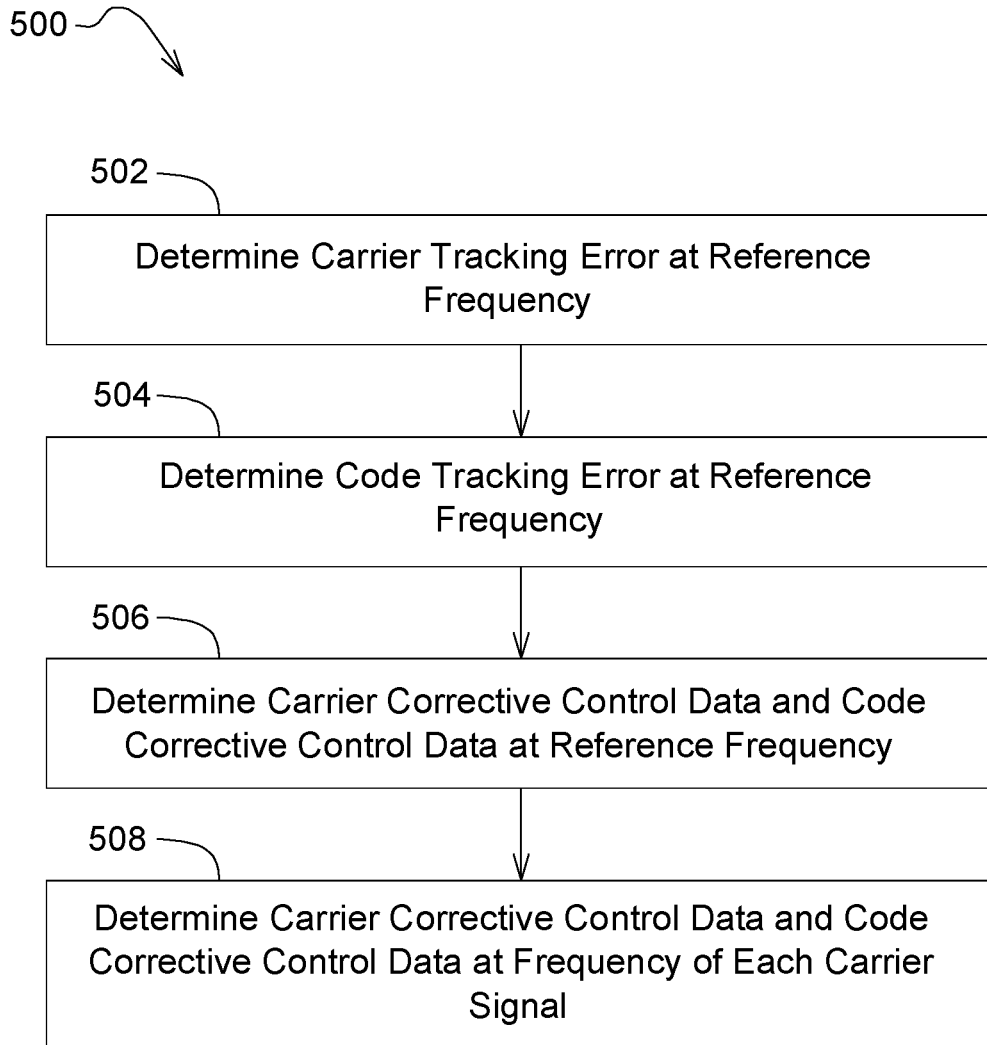 500
502
Determine Carrier Tracking Error at Reference
Frequency
504
Determine Code Tracking Error at Reference
Frequency
506
Determine Carrier Corrective Control Data and Code
Corrective Control Data at Reference Frequency
508
Determine Carrier Corrective Control Data and Code
Corrective Control Data at Frequency of Each Carrier
Signal